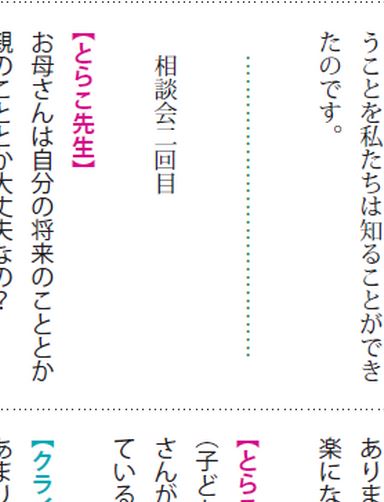 うことを私たちは知ることができ
たのです。
相談会二回目
【とらこ先生】
お母さんは自分の将来のこととか
親のこととか大丈夫なの?
ありま
楽にな
【とら
(子ど
さんが
ている
【クラ
あまり